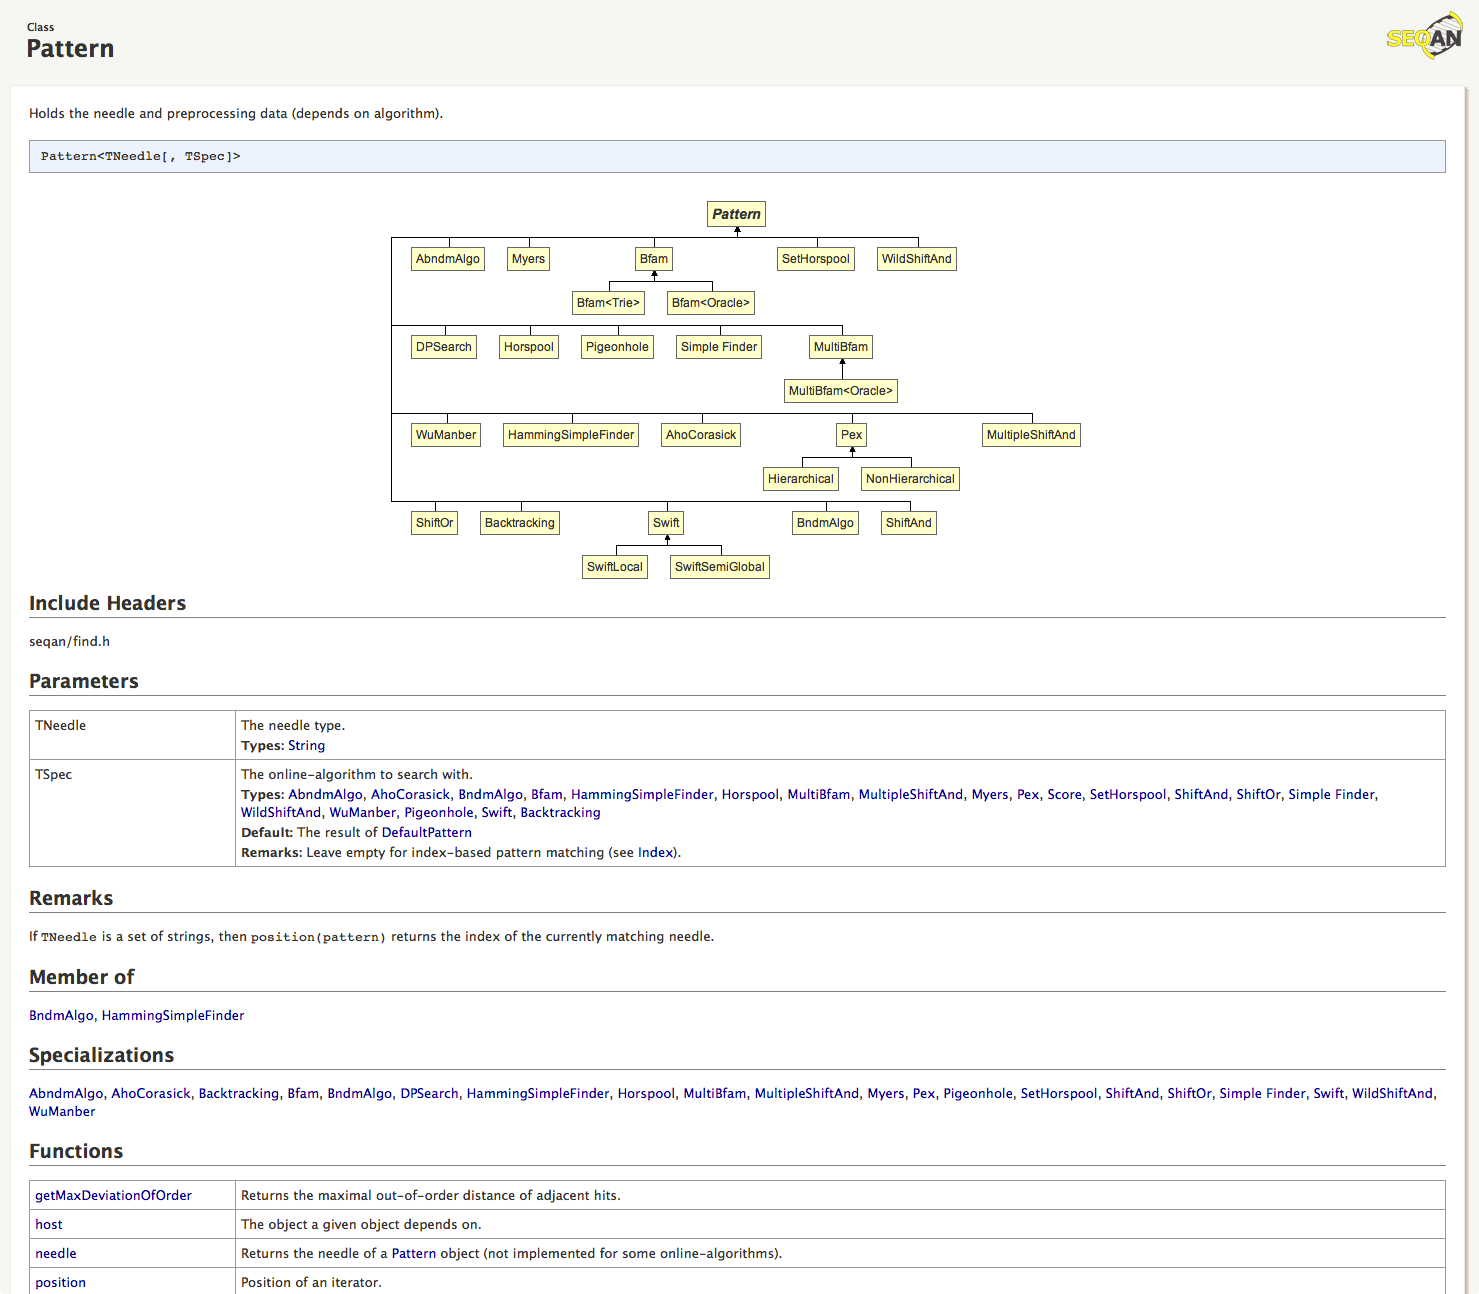 Class
Pattern
SEQAN
Holds the needle and preprocessing data (depends on algorithm).
Pattern<TNeedle[, TSpec]>
Pattern
AbndmAlgo Myers Bfam SetHorspool WildShiftAnd
Bfam<Trie> Bfam<Oracle>
DPSearch Horspool Pigeonhole Simple Finder MultiBfam
MultiBfam<Oracle>
WuManber HammingSimpleFinder AhoCorasick Pex MultipleShiftAnd
Hierarchical NonHierarchical
ShiftOr Backtracking Swift BndmAlgo ShiftAnd
SwiftLocal SwiftSemiGlobal
Include Headers
seqan/find.h
Parameters
TNeedle The needle type.
Types: String
TSpec The online-algorithm to search with.
Types: AbndmAlgo, AhoCorasick, BndmAlgo, Bfam, HammingSimpleFinder, Horspool, MultiBfam, MultipleShiftAnd, Myers, Pex, Score, SetHorspool, ShiftAnd, ShiftOr, Simple Finder,
WildShiftAnd, WuManber, Pigeonhole, Swift, Backtracking
Default: The result of DefaultPattern
Remarks: Leave empty for index-based pattern matching (see Index).
Remarks
If TNeedle is a set of strings, then position(pattern) returns the index of the currently matching needle.
Member of
BndmAlgo, HammingSimpleFinder
Specializations
AbndmAlgo, AhoCorasick, Backtracking, Bfam, BndmAlgo, DPSearch, HammingSimpleFinder, Horspool, MultiBfam, MultipleShiftAnd, Myers, Pex, Pigeonhole, SetHorspool, ShiftAnd, ShiftOr, Simple Finder, Swift, WildShiftAnd,
WuManber
Functions
getMaxDeviationOfOrder Returns the maximal out-of-order distance of adjacent hits.
host The object a given object depends on.
needle Returns the needle of a Pattern object (not implemented for some online-algorithms).
position Position of an iterator.